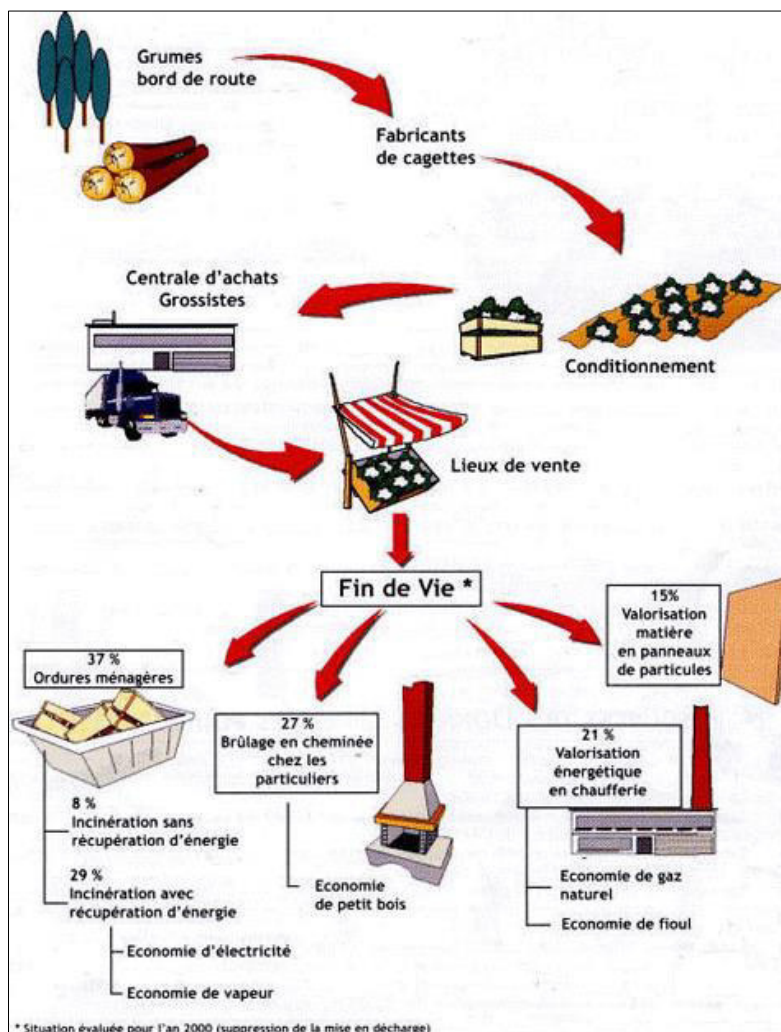 Grumes
bord de route
Fabricants
de cagettes
Centrale d'achats
Grossistes
Conditionnement
Lieux de vente
Fin de Vie *
15%
Valorisation
matière
en panneaux
de particules
37 %
Ordures ménagères
27 %
Brûlage en cheminée
chez les
particuliers
21 %
Valorisation
énergétique
en chaufferie
8 %
Incinération sans
récupération d'énergie
29 %
Incinération avec
récupération d'énergie
Economie d'électricité
Economie de vapeur
Economie
de petit bois
Economie de gaz
naturel
Economie de fioul
* Situation évaluée pour l'an 2000 (suppression de la mise en décharge)